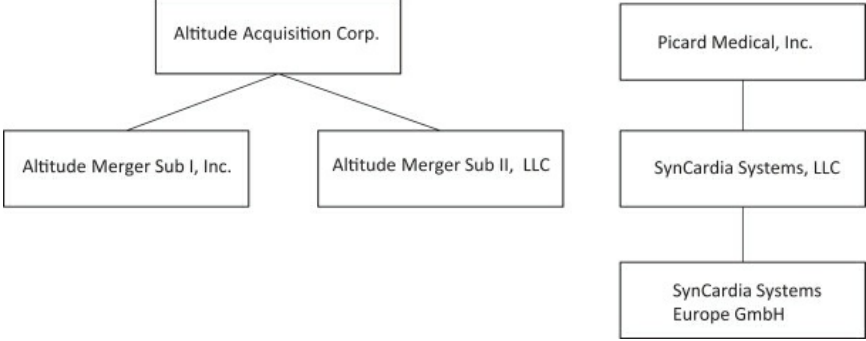 Altitude Acquisition Corp.
Picard Medical, Inc.
Altitude Merger Sub I, Inc.
Altitude Merger Sub II, LLC
SynCardia Systems, LLC
SynCardia Systems
Europe GmbH